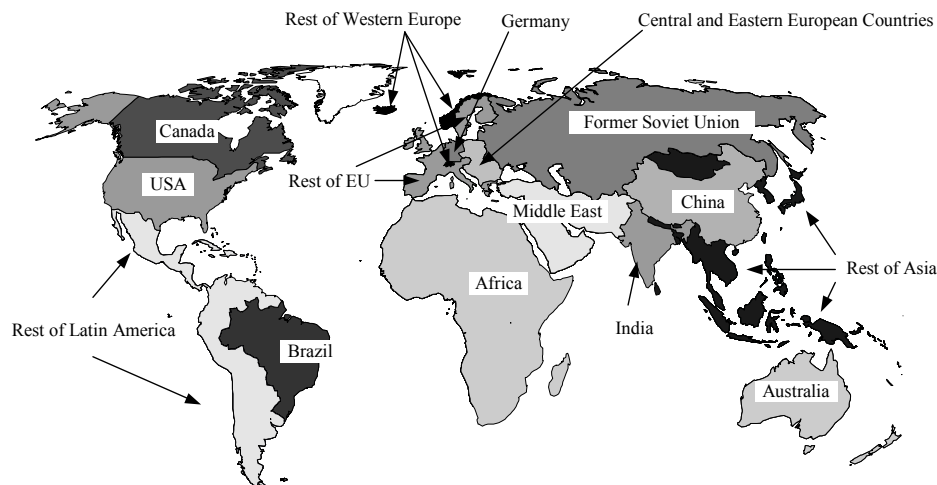 Rest of Western Europe
Germany
Central and Eastern European Countries
Canada
Former Soviet Union
USA
Rest of EU
China
Middle East
Africa
Rest of Asia
India
Rest of Latin America
Brazil
Australia